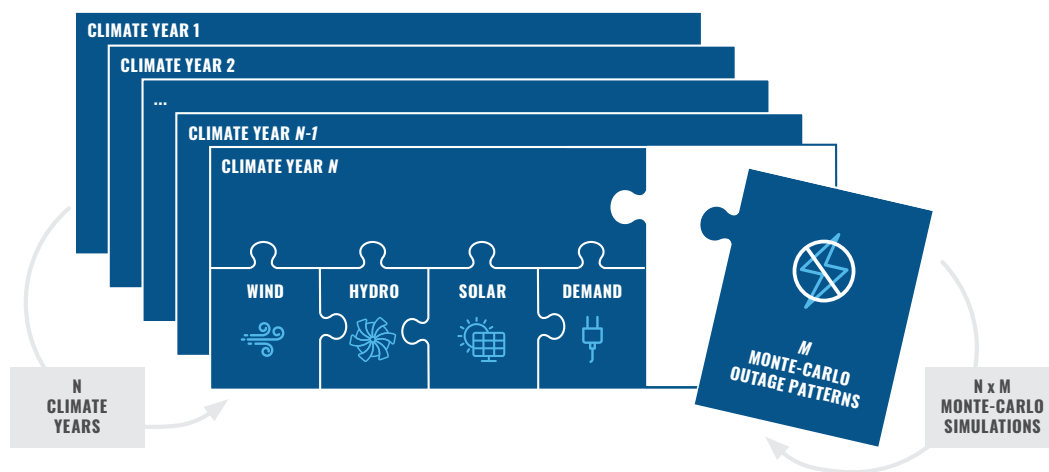 CLIMATE YEAR 1
CLIMATE YEAR 2
...
CLIMATE YEAR N-1
CLIMATE YEAR N
WIND
HYDRO
SOLAR
DEMAND
M
MONTE-CARLO
OUTAGE PATTERNS
N
CLIMATE
YEARS
N x M
MONTE-CARLO
SIMULATIONS